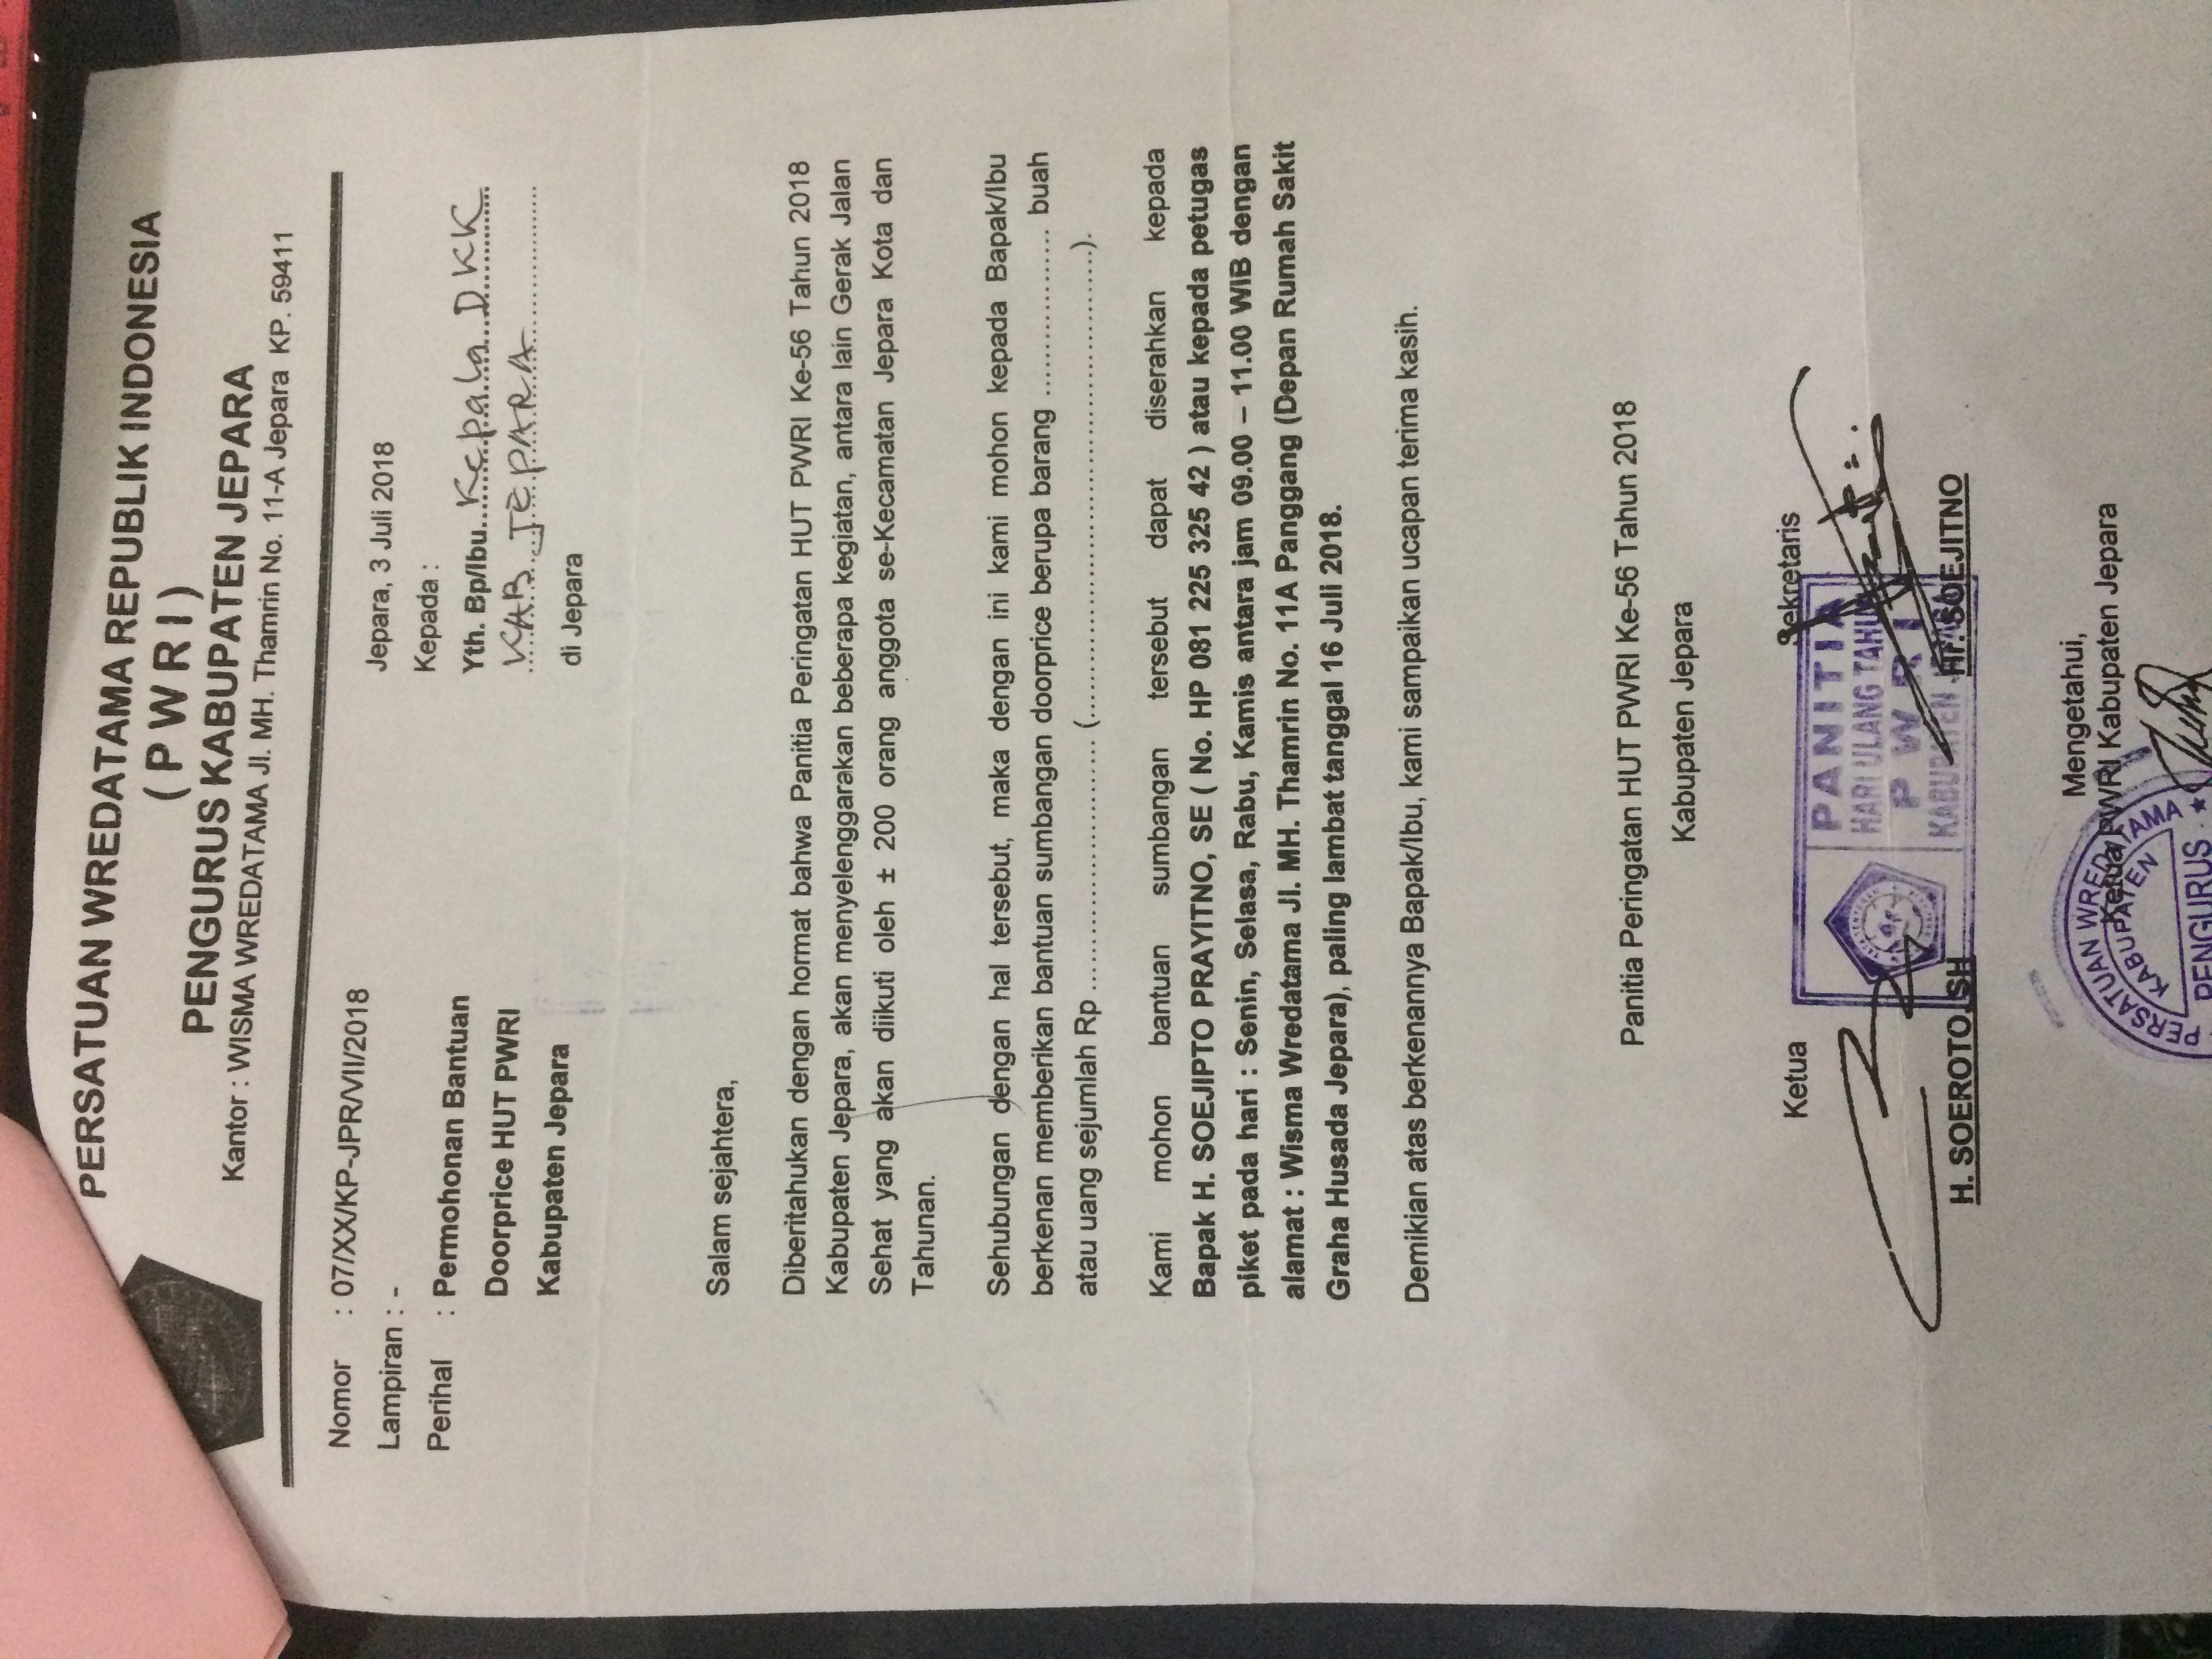 PERSATUAN WREDATAMA REPUBLIK INDONESIA
( P W R I )
PENGURUS KABUPATEN JEPARA
Kantor : WISMA WREDATAMA Jl. MH. Thamrin No. 11-A Jepara KP. 59411
Nomor : 07/XX/KP-JPR/VII/2018
Lampiran : -
Perihal : Permohonan Bantuan
Doorprice HUT PWRI
Kabupaten Jepara
Jepara, 3 Juli 2018
Kepada :
Yth. Bp/Ibu...Kepala DKK
KAB JEPARA
di Jepara
Salam sejahtera,
Diberitahukan dengan hormat bahwa Panitia Peringatan HUT PWRI Ke-56 Tahun 2018
Kabupaten Jepara, akan menyelenggarakan beberapa kegiatan, antara lain Gerak Jalan
Sehat yang akan diikuti oleh ± 200 orang anggota se-Kecamatan Jepara Kota dan
Tahunan.
Sehubungan dengan hal tersebut, maka dengan ini kami mohon kepada Bapak/Ibu
berkenan memberikan bantuan sumbangan doorprice berupa barang .................. buah
atau uang sejumlah Rp ........................... (..................................................).
Kami mohon bantuan sumbangan tersebut dapat diserahkan kepada
Bapak H. SOEJIPTO PRAYITNO, SE ( No. HP 081 225 325 42 ) atau kepada petugas
piket pada hari : Senin, Selasa, Rabu, Kamis antara jam 09.00 – 11.00 WIB dengan
alamat : Wisma Wredatama Jl. MH. Thamrin No. 11A Panggang (Depan Rumah Sakit
Graha Husada Jepara), paling lambat tanggal 16 Juli 2018.
Demikian atas berkenannya Bapak/Ibu, kami sampaikan ucapan terima kasih.
Panitia Peringatan HUT PWRI Ke-56 Tahun 2018
Kabupaten Jepara
Ketua
Sekretaris
PANITIA
HARI ULANG TAHUN
P W R I
KABUPATEN JEPARA
H. SOEROTO, SH
Hr. SOEJITNO
Mengetahui,
Ketua PWRI Kabupaten Jepara
PERSATUAN WREDATAMA
KABUPATEN
PENGURUS